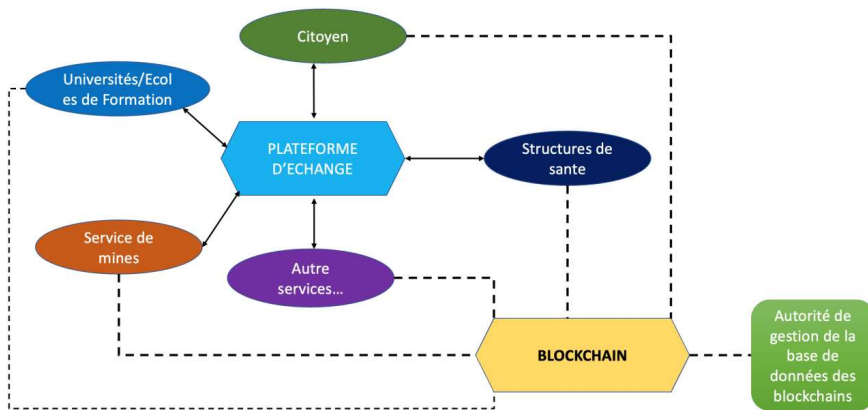 Citoyen
Universités/Ecol
es de Formation
PLATEFORME
D'ECHANGE
Structures de
sante
Service de
mines
Autre
services...
BLOCKCHAIN
Autorité de
gestion de la
base de
données des
blockchains